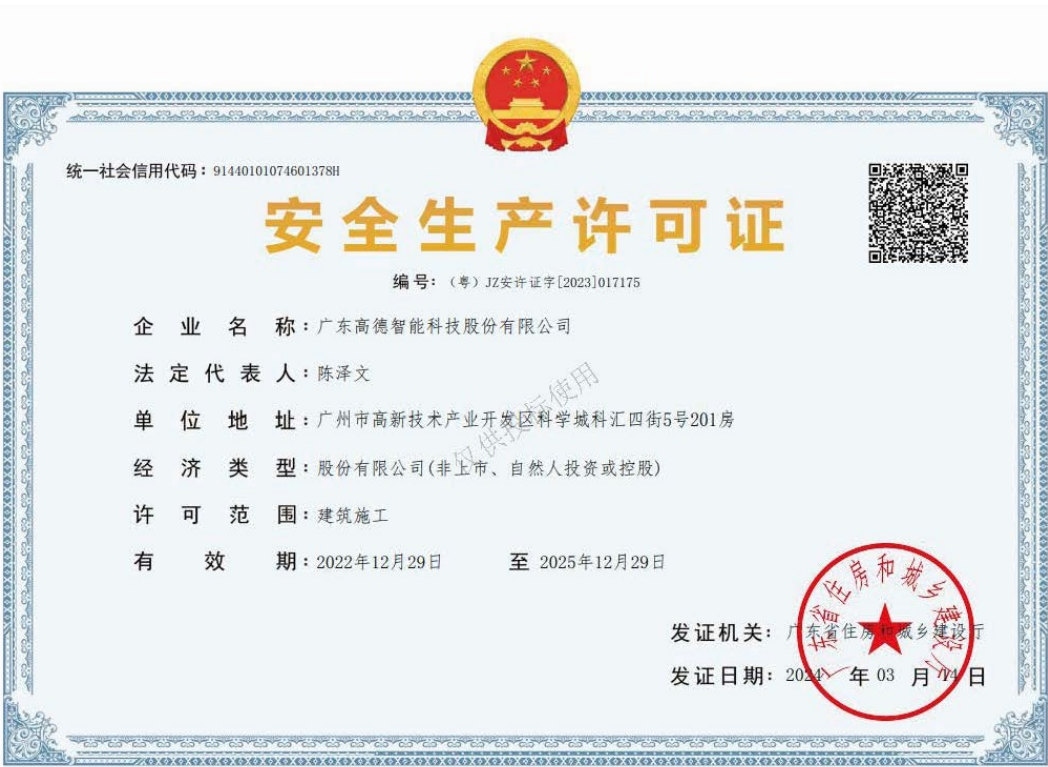 统一社会信用代码：91440101074601378H
安全生产许可证
编号：（粤）JZ安许证字[2023]017175
企业名称：广东高德智能科技股份有限公司
法定代表人：陈泽文
单位地址：广州市高新技术产业开发区科学城科汇四街5号201房
经济类型：股份有限公司(非上市、自然人投资或控股)
许可范围：建筑施工
有效期：2022年12月29日 至 2025年12月29日
仅供投标使用
发证机关：广东省住房和城乡建设厅
发证日期：2024年03月14日
广东省住房和城乡建设厅